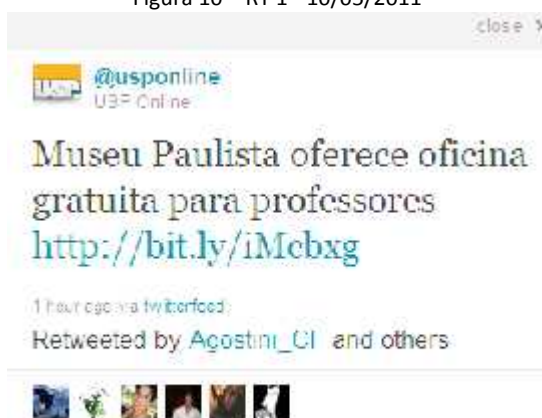 Figura 10 - RT 1 - 10/05/2011
close x
@usponline
USP Online
Museu Paulista oferece oficina
gratuita para professores
http://bit.ly/iMebxg
1 hour ago via twitterfeed
Retweeted by Agostini_Cl and others